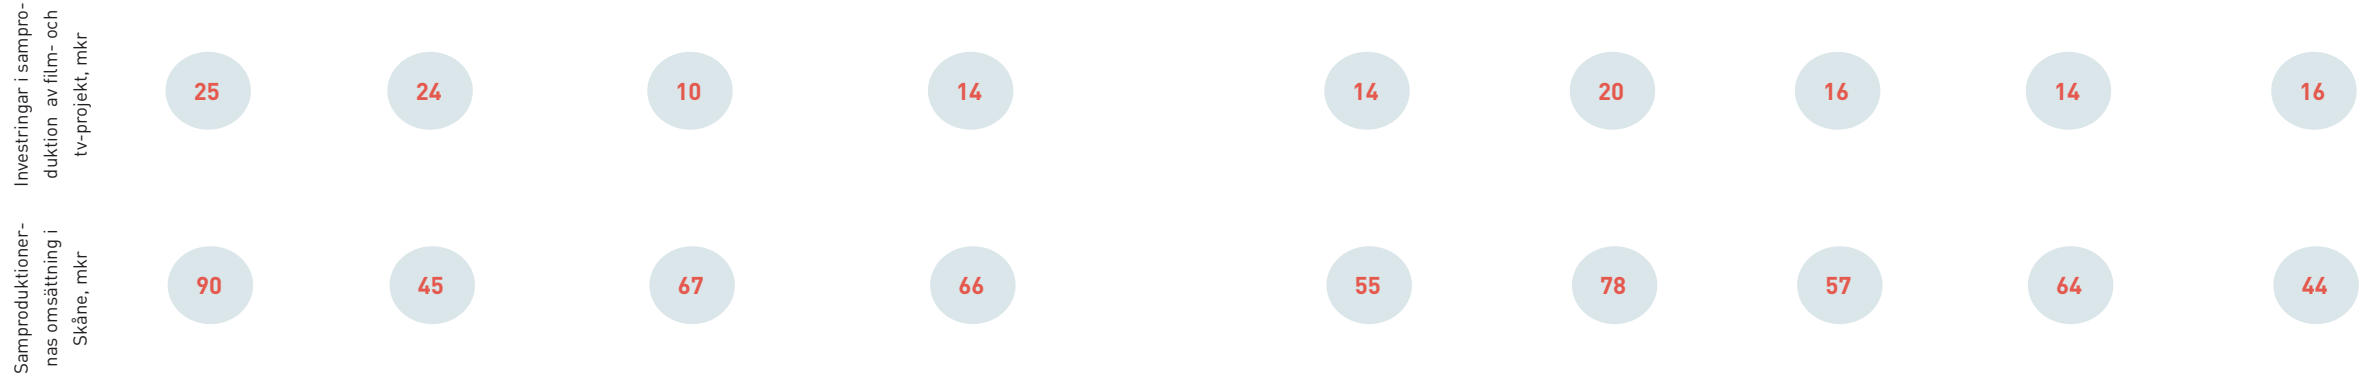 Investringar i sampro-
duktion av film- och
tv-projekt, mkr
25 24 10 14 14 20 16 14 16
Samproduktioner-
nas omsättning i
Skåne, mkr
90 45 67 66 55 78 57 64 44